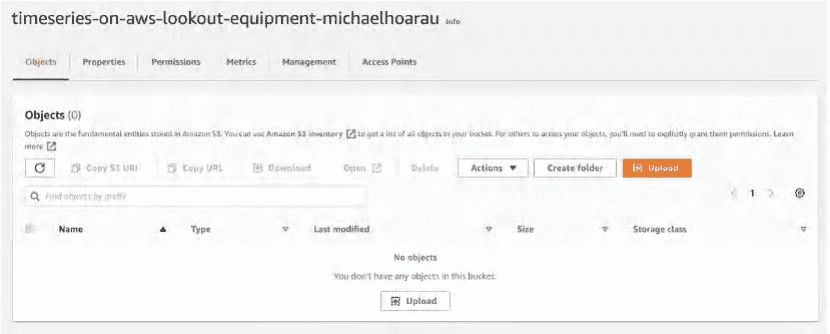 timeseries-on-aws-lookout-equipment-michaelhoarau Info
Objects Properties Permissions Metrics Management Access Points
Objects (0)
Objects are the fundamental entities stored in Amazon S3. You can use Amazon S3 inventory to get a list of all objects in your bucket. For others to access your objects, you'll need to explicitly grant them permissions. Learn
more
Copy S3 URI Copy URL Download Open Delete Actions Create folder Upload
Find objects by prefix
1
Name Type Last modified Size Storage class
No objects
You don't have any objects in this bucket.
Upload